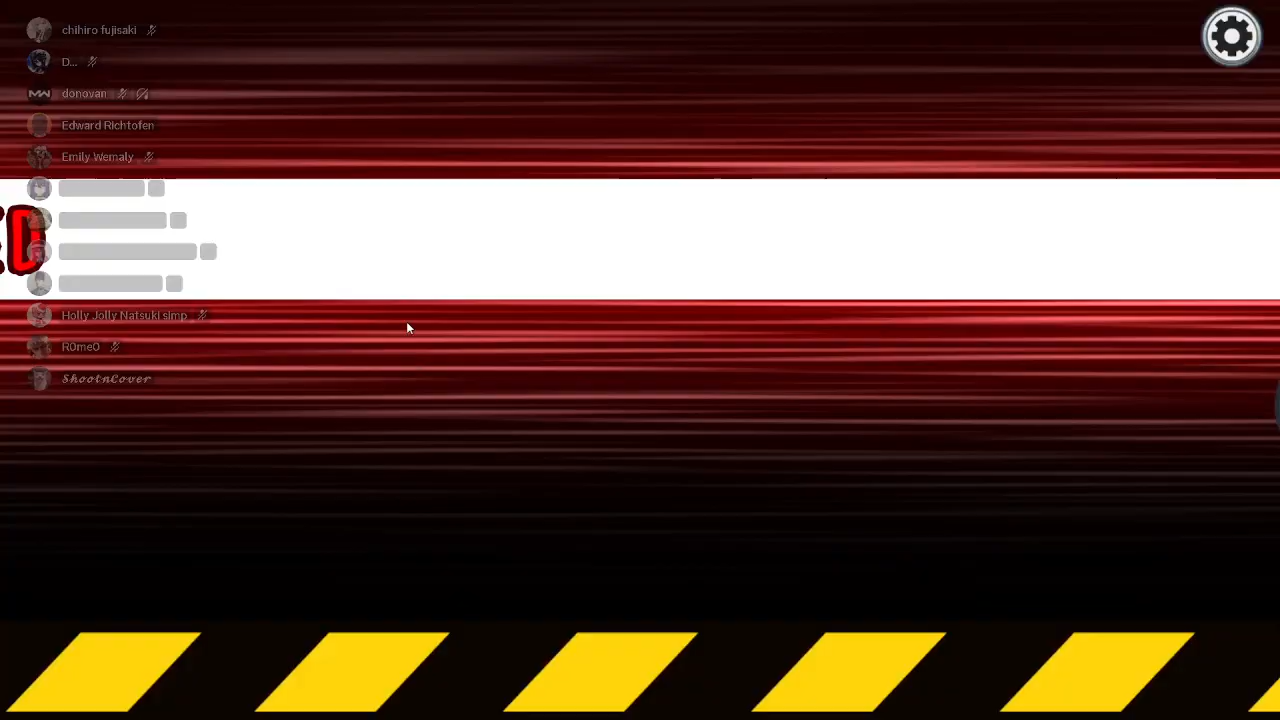 chihiro fujisaki
D...
donovan
Edward Richtofen
Emily Wemaly
D
Holly Jolly Natsuki simp
R0me0
ShootnCover